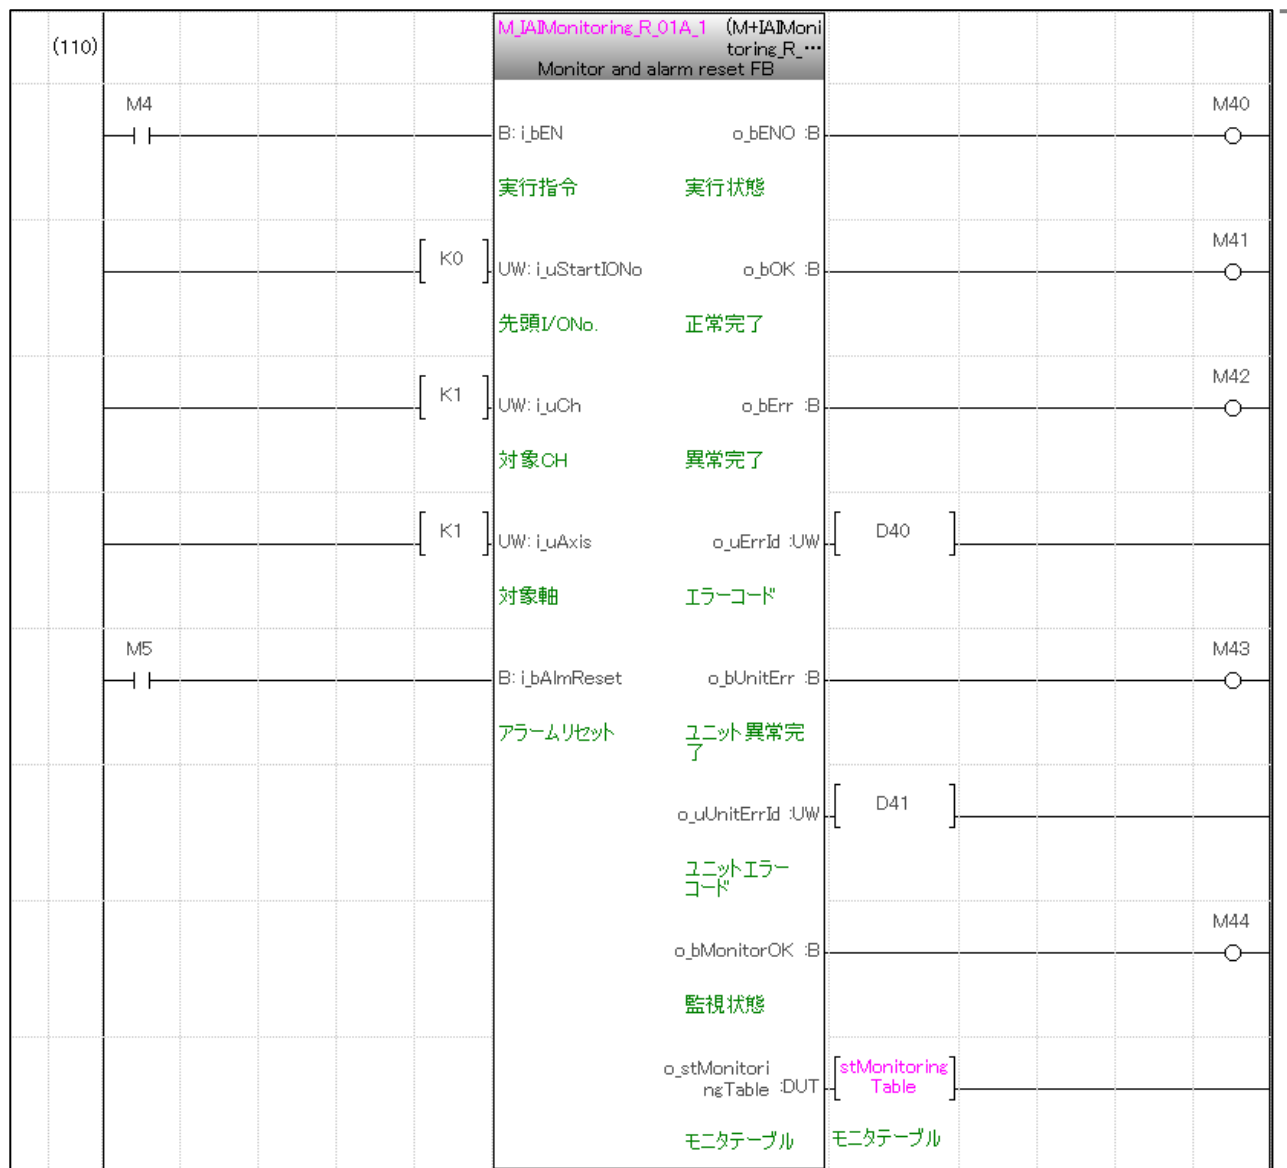 (110)
M_IAIMonitoring_R_01A_1 (M+IAIMoni
toring_R_…
Monitor and alarm reset FB
M4
M40
B: i_bEN
o_bENO :B
実行指令
実行状態
K0
M41
UW: i_uStartIONo
o_bOK :B
先頭I/ONo.
正常完了
K1
M42
UW: i_uCh
o_bErr :B
対象CH
異常完了
K1
D40
UW: i_uAxis
o_uErrId :UW
対象軸
エラーコード
M5
M43
B: i_bAlmReset
o_bUnitErr :B
アラームリセット
ユニット異常完
了
D41
o_uUnitErrId :UW
ユニットエラー
コード
M44
o_bMonitorOK :B
監視状態
o_stMonitori
ngTable :DUT
stMonitoring
Table
モニタテーブル
モニタテーブル